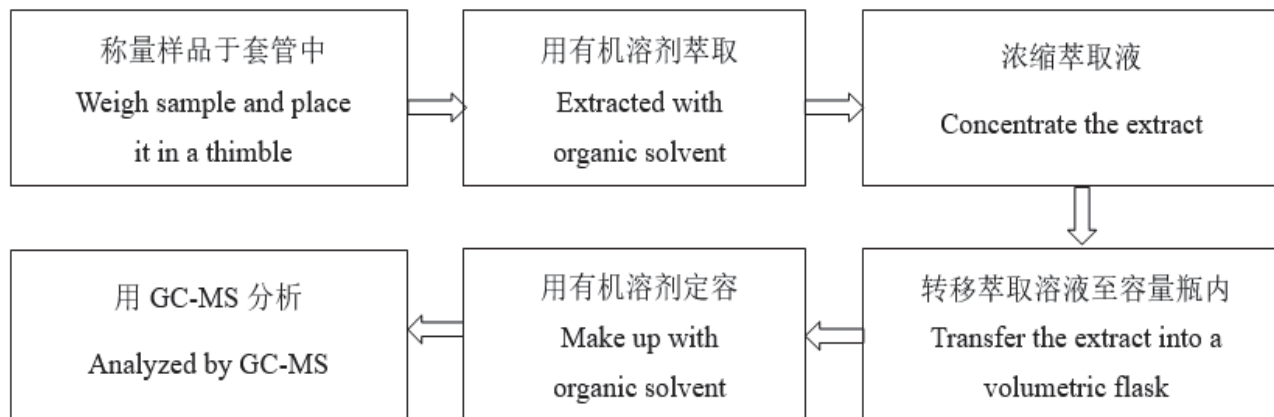 称量样品于套管中
Weigh sample and place
it in a thimble
用有机溶剂萃取
Extracted with
organic solvent
浓缩萃取液
Concentrate the extract
转移萃取溶液至容量瓶内
Transfer the extract into a
volumetric flask
用有机溶剂定容
Make up with
organic solvent
用 GC-MS 分析
Analyzed by GC-MS